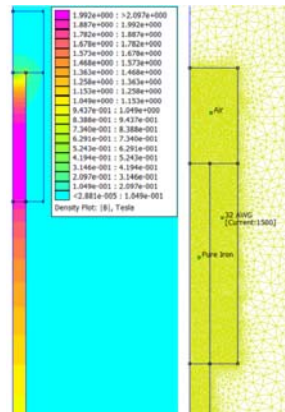 1.992e+000 : >2.097e+000
1.887e+000 : 1.992e+000
1.782e+000 : 1.887e+000
1.678e+000 : 1.782e+000
1.573e+000 : 1.678e+000
1.468e+000 : 1.573e+000
1.363e+000 : 1.468e+000
1.258e+000 : 1.363e+000
1.153e+000 : 1.258e+000
1.049e+000 : 1.153e+000
9.437e-001 : 1.049e+000
8.388e-001 : 9.437e-001
7.340e-001 : 8.388e-001
6.291e-001 : 7.340e-001
5.243e-001 : 6.291e-001
4.194e-001 : 5.243e-001
3.146e-001 : 4.194e-001
2.097e-001 : 3.146e-001
1.049e-001 : 2.097e-001
<2.881e-005 : 1.049e-001
Density Plot: |B|, Tesla
Air
32 AWG
[Current:1500]
Pure Iron